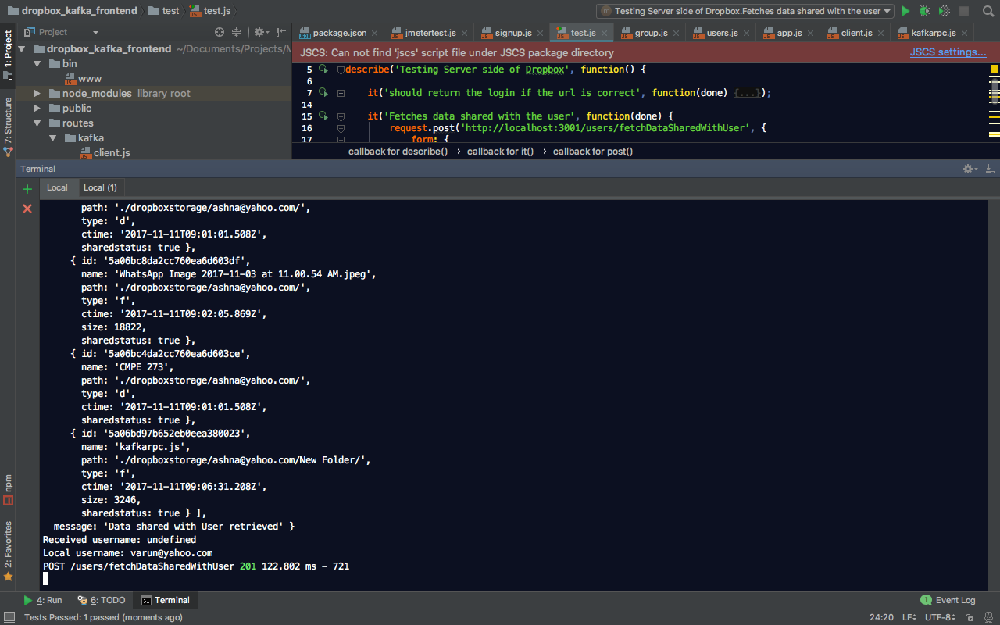 dropbox_kafka_frontend test test.js Testing Server side of Dropbox.Fetches data shared with the user
1: Project
Project
package.json jmetertest.js signup.js test.js group.js users.js app.js client.js kafkarpc.js
dropbox_kafka_frontend ~/Documents/Projects/M
bin
www
node_modules library root
public
routes
kafka
client.js
JSCS: Can not find 'jscs' script file under JSCS package directory JSCS settings...
5 describe('Testing Server side of Dropbox', function() {
6
7 it('should return the login if the url is correct', function(done) {...});
14
15 it('Fetches data shared with the user', function(done) {
16 request.post('http://localhost:3001/users/fetchDataSharedWithUser', {
17 form: {
callback for describe() › callback for it() › callback for post()
7: Structure
Terminal
Local Local (1)
path: './dropboxstorage/ashna@yahoo.com/',
type: 'd',
ctime: '2017-11-11T09:01:01.508Z',
sharedstatus: true },
{ id: '5a06bc8da2cc760ea6d603df',
name: 'WhatsApp Image 2017-11-03 at 11.00.54 AM.jpeg',
path: './dropboxstorage/ashna@yahoo.com/',
type: 'f',
ctime: '2017-11-11T09:02:05.869Z',
size: 18822,
sharedstatus: true },
{ id: '5a06bc4da2cc760ea6d603ce',
name: 'CMPE 273',
path: './dropboxstorage/ashna@yahoo.com/',
type: 'd',
ctime: '2017-11-11T09:01:01.508Z',
sharedstatus: true },
{ id: '5a06bd97b652eb0eea380023',
name: 'kafkarpc.js',
path: './dropboxstorage/ashna@yahoo.com/New Folder/',
type: 'f',
ctime: '2017-11-11T09:06:31.208Z',
size: 3246,
sharedstatus: true } ],
message: 'Data shared with User retrieved' }
Received username: undefined
Local username: varun@yahoo.com
POST /users/fetchDataSharedWithUser 201 122.802 ms - 721
npm
2: Favorites
4: Run 6: TODO Terminal 1 Event Log
Tests Passed: 1 passed (moments ago) 24:20 LF UTF-8